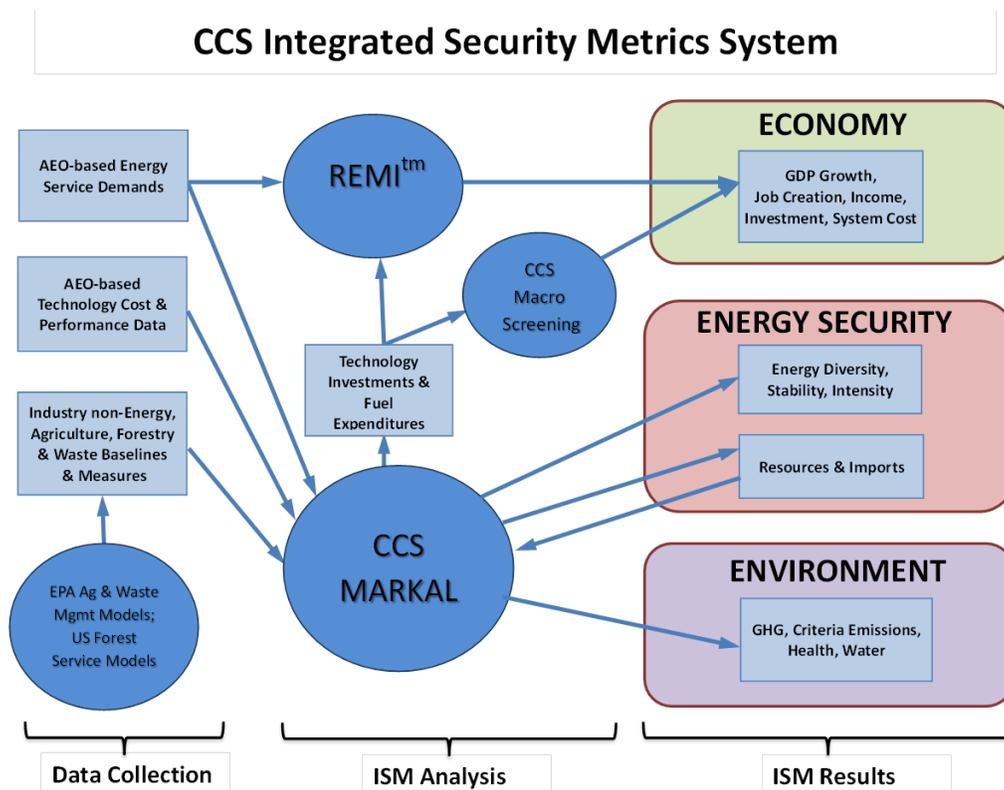 CCS Integrated Security Metrics System
AEO-based Energy
Service Demands
AEO-based
Technology Cost &
Performance Data
Industry non-Energy,
Agriculture, Forestry
& Waste Baselines
& Measures
EPA Ag & Waste
Mgmt Models;
US Forest
Service Models
Data Collection
REMItm
CCS
Macro
Screening
Technology
Investments &
Fuel
Expenditures
CCS
MARKAL
ISM Analysis
ECONOMY
GDP Growth,
Job Creation, Income,
Investment, System Cost
ENERGY SECURITY
Energy Diversity,
Stability, Intensity
Resources & Imports
ENVIRONMENT
GHG, Criteria Emissions,
Health, Water
ISM Results